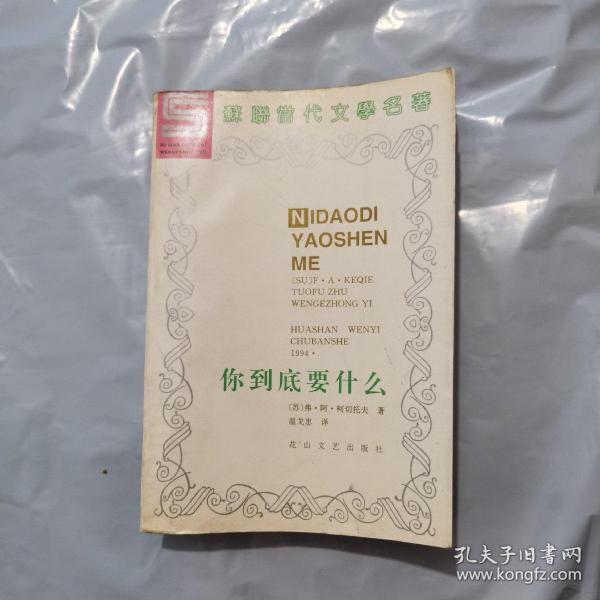 蘇聯當代文學名著
NIDAODI
YAOSHEN
ME
〔SU〕F·A·KEQIE
TUOFU ZHU
WENGEZHONG YI
HUASHAN WENYI
CHUBANSHE
1994·
你到底要什么
〔苏〕弗·阿·柯切托夫 著
温戈忠 译
花山文艺出版社
孔夫子旧书网
www.kongfz.com